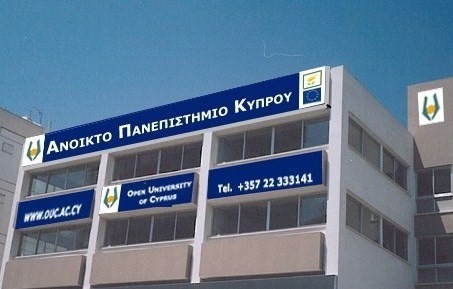 ΑΝΟΙΚΤΟ ΠΑΝΕΠΙΣΤΗΜΙΟ ΚΥΠΡΟΥ
WWW.OUC.AC.CY
OPEN UNIVERSITY
OF CYPRUS
Tel. +357 22 333141